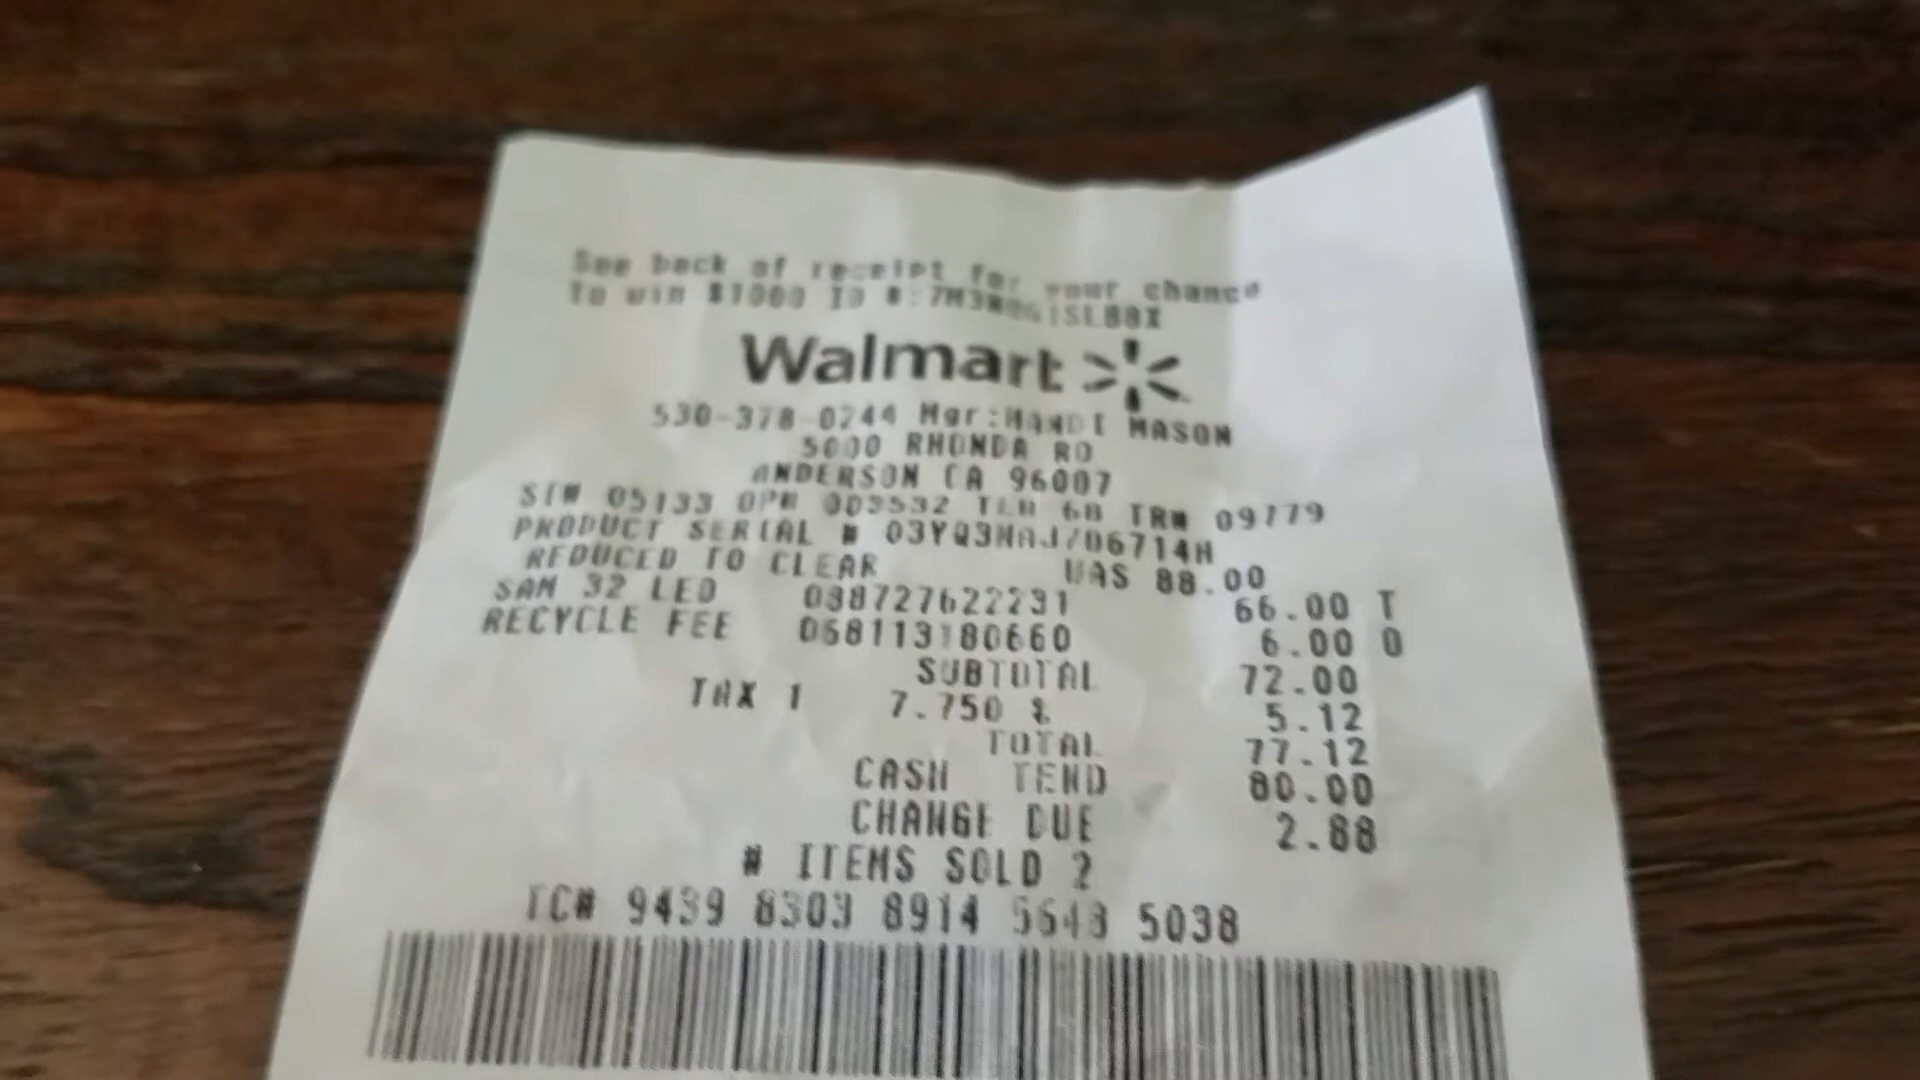 See back of receipt for your chance
To win $1000 ID #:
Walmart
530-378-0244 Mgr:MANDI MASON
5000 RHONDA RD
ANDERSON CA 96007
ST# 05133 OP# 003532 TE# 68 TR# 09779
PRODUCT SERIAL #
REDUCED TO CLEAR WAS 88.00
SAM 32 LED 088727622231 66.00 T
RECYCLE FEE 068113180660 6.00 O
SUBTOTAL 72.00
TAX 1 7.750 % 5.12
TOTAL 77.12
CASH TEND 80.00
CHANGE DUE 2.88
# ITEMS SOLD 2
TC# 9439 8303 8914 5643 5038